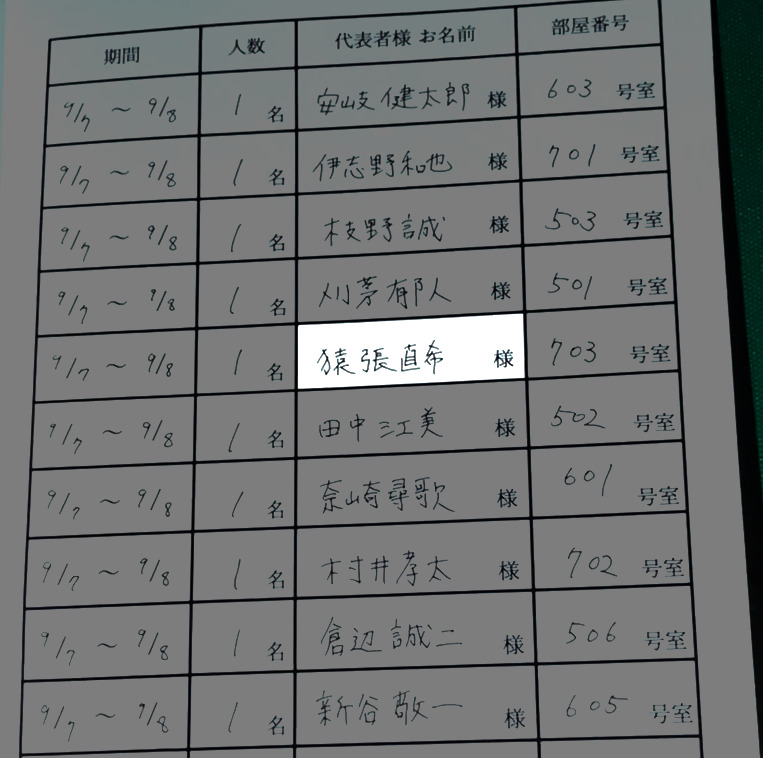 期間 人数 代表者様 お名前 部屋番号
9/7 ～ 9/8 1名 安岐健太郎 様 603 号室
9/7 ～ 9/8 1名 伊志野和也 様 701 号室
9/7 ～ 9/8 1名 枝野誠 様 503 号室
9/7 ～ 9/8 1名 刈茅有人 様 501 号室
9/7 ～ 9/8 1名 猿張直希 様 703 号室
9/7 ～ 9/8 1名 田中江美 様 502 号室
9/7 ～ 9/8 1名 奈崎尋歌 様 601 号室
9/7 ～ 9/8 1名 村井孝太 様 702 号室
9/7 ～ 9/8 1名 倉辺誠二 様 506 号室
9/7 ～ 9/8 1名 新谷敬一 様 605 号室